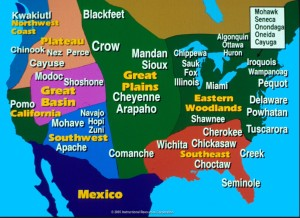 Kwakiutl
Northwest
Coast
Chinook
Plateau
Nez Perce
Cayuse
Blackfeet
Crow
Modoc
Shoshone
Great
Basin
Pomo
California
Mohave
Navajo
Hopi
Zuni
Southwest
Apache
Mandan
Sioux
Great
Plains
Cheyenne
Arapaho
Comanche
Chippewa
Sauk
Fox
Illinois
Algonquin
Ottawa
Huron
Miami
Eastern
Woodlands
Shawnee
Mohawk
Seneca
Onondaga
Oneida
Cayuga
Iroquois
Wampanoag
Pequot
Delaware
Powhatan
Tuscarora
Cherokee
Wichita
Chickasaw
Southeast
Choctaw
Creek
Seminole
Mexico